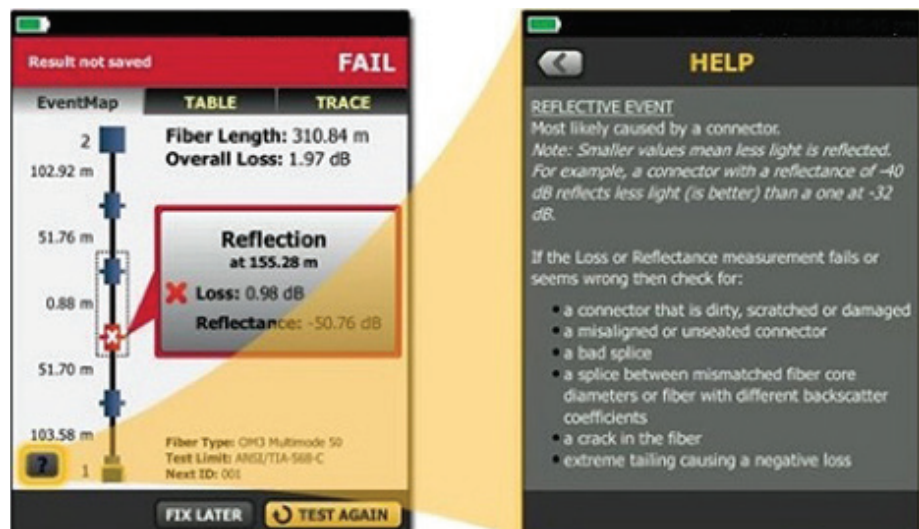 Result not saved
FAIL
EventMap
TABLE
TRACE
2
102.92 m
51.76 m
0.88 m
51.70 m
103.58 m
?
1
Fiber Length: 310.84 m
Overall Loss: 1.97 dB
Reflection
at 155.28 m
Loss: 0.98 dB
Reflectance: -50.76 dB
Fiber Type: OM3 Multimode 50
Test Limit: ANSI/TIA-568-C
Next ID: 001
FIX LATER
TEST AGAIN
HELP
REFLECTIVE EVENT
Most likely caused by a connector.
Note: Smaller values mean less light is reflected.
For example, a connector with a reflectance of -40
dB reflects less light (is better) than a one at -32
dB.
If the Loss or Reflectance measurement fails or
seems wrong then check for:
• a connector that is dirty, scratched or damaged
• a misaligned or unseated connector
• a bad splice
• a splice between mismatched fiber core
diameters or fiber with different backscatter
coefficients
• a crack in the fiber
• extreme tailing causing a negative loss